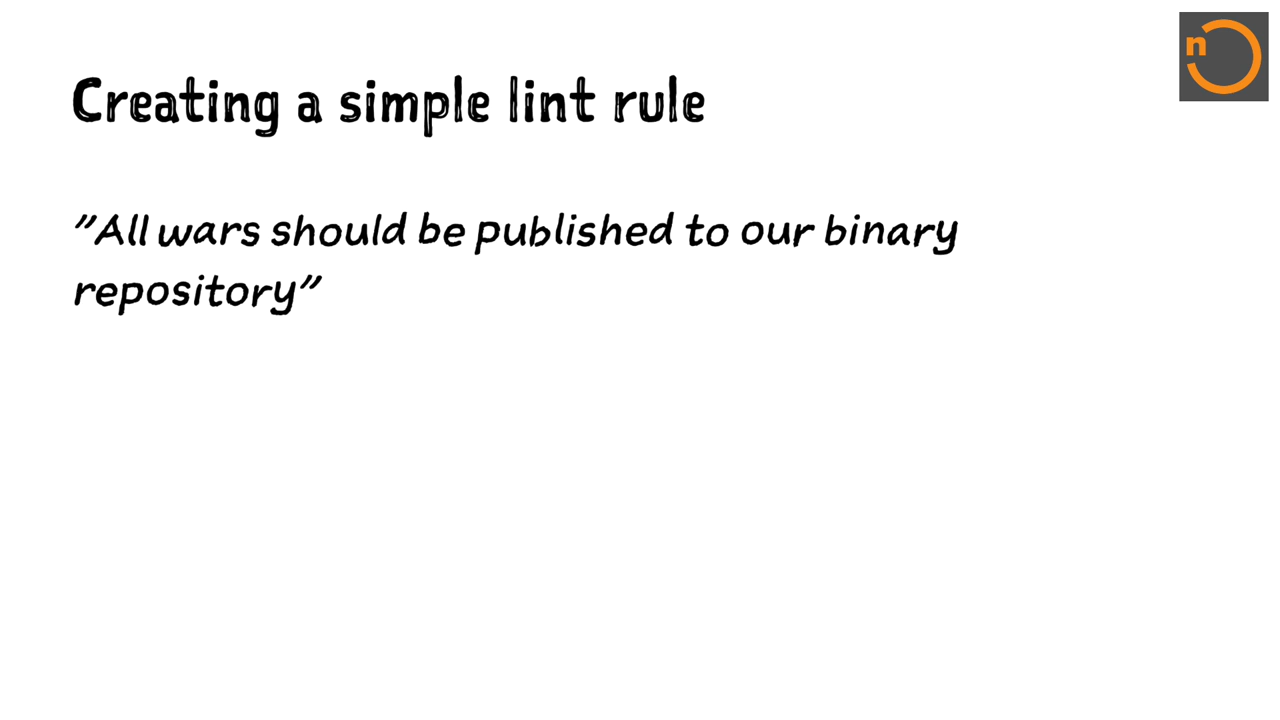 n
Creating a simple lint rule
"All wars should be published to our binary
repository"